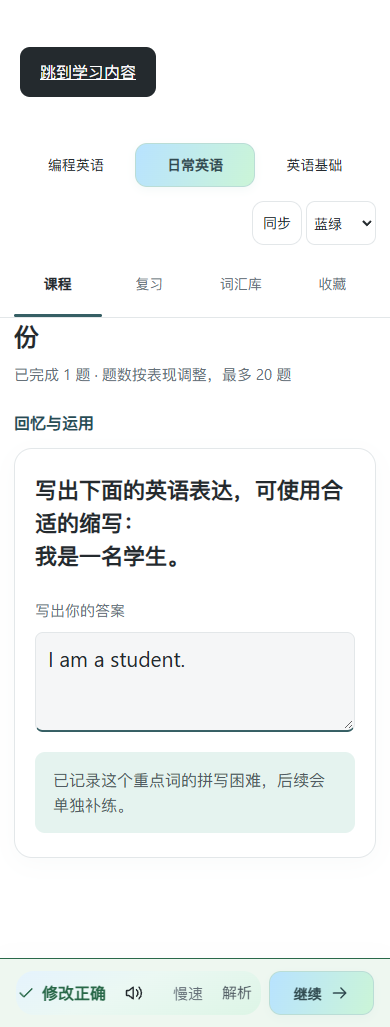 跳到学习内容
编程英语 日常英语 英语基础
同步 蓝绿
课程 复习 词汇库 收藏
份
已完成 1 题 · 题数按表现调整，最多 20 题
回忆与运用
写出下面的英语表达，可使用合
适的缩写：
我是一名学生。
写出你的答案
I am a student.
已记录这个重点词的拼写困难，后续会
单独补练。
修改正确 慢速 解析 继续